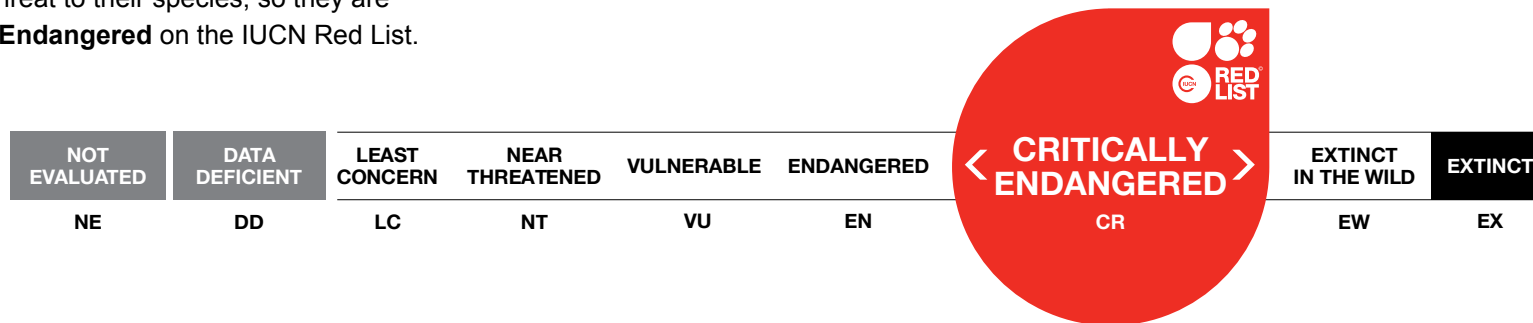 threat to their species, so they are
Endangered on the IUCN Red List.
IUCN
RED
LIST
NOT
EVALUATED
DATA
DEFICIENT
LEAST
CONCERN
NEAR
THREATENED
VULNERABLE
ENDANGERED
< CRITICALLY
ENDANGERED >
EXTINCT
IN THE WILD
EXTINCT
NE
DD
LC
NT
VU
EN
CR
EW
EX